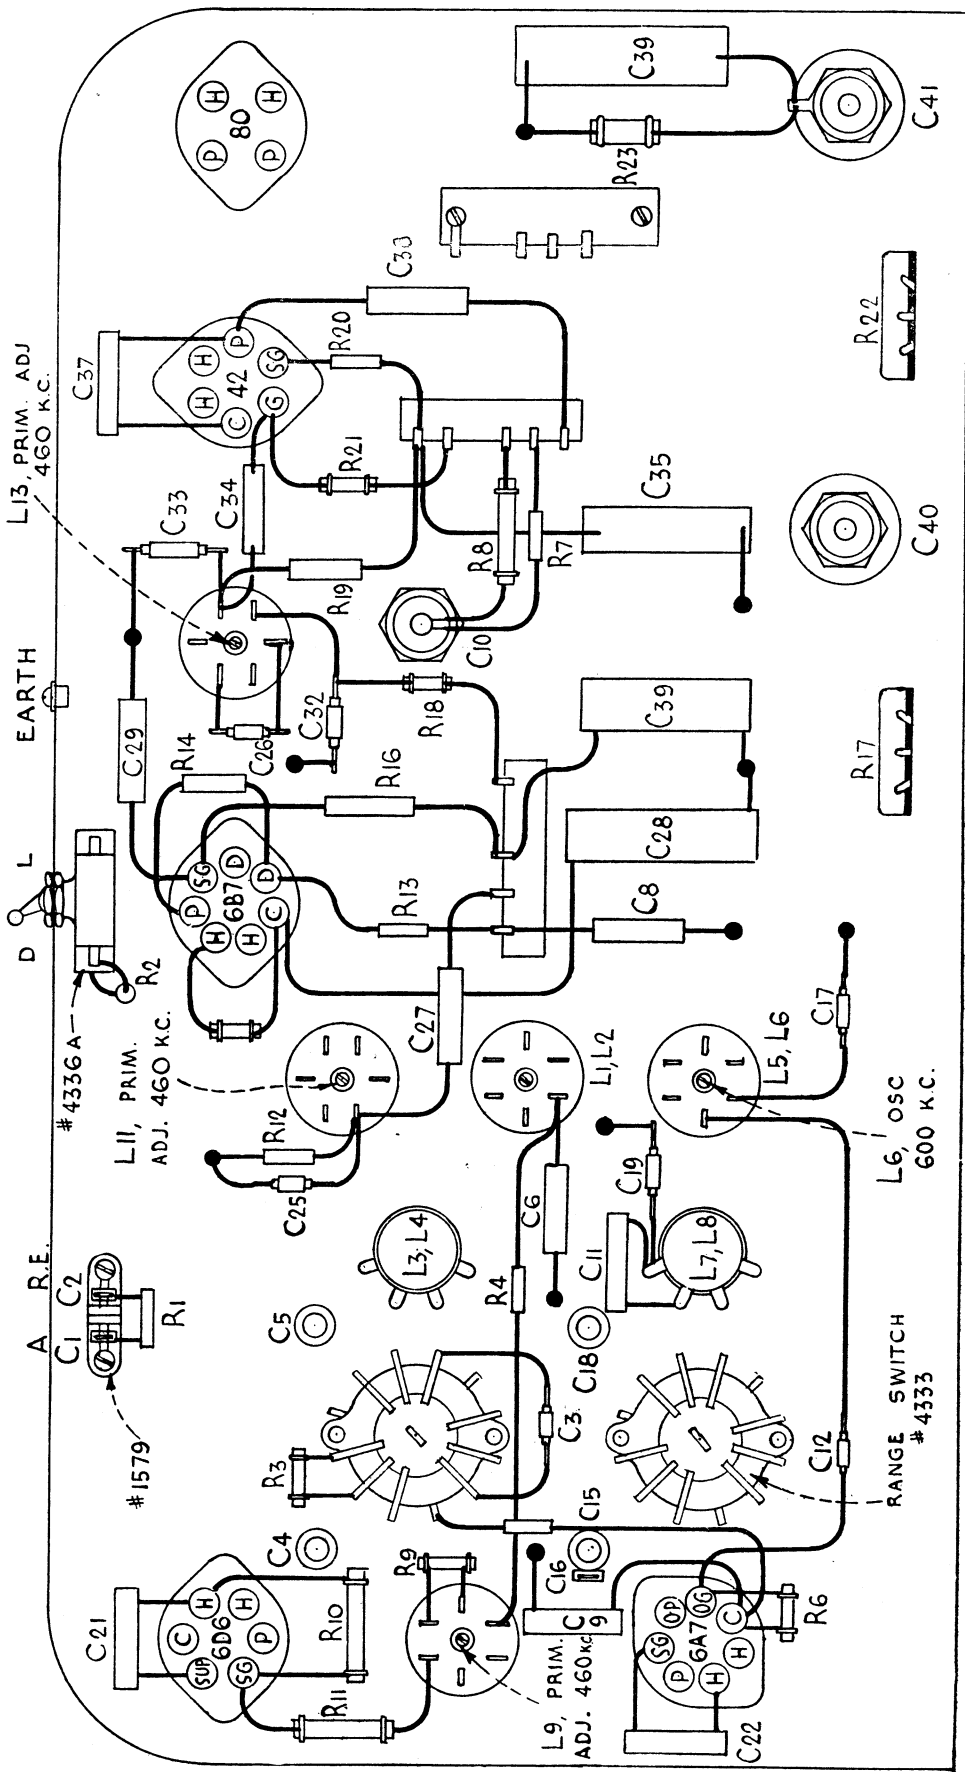 EARTH
D L
A R.E.
C1 C2
R1
#1579
#4336A
R2
L13, PRIM. ADJ
460 K.C.
L11, PRIM.
ADJ. 460 K.C.
C21
SUP
C
H
6D6
SG
P
H
C4
R10
R11
R9
L9, PRIM.
ADJ. 460KC
R3
C3
C5
L3,L4
R4
C25
R12
6B7
P
SG
H
D
H
C
D
R14
C29
C26
C33
C34
C37
42
H
H
C
P
G
SG
80
H
H
P
P
R13
R16
C32
R18
R19
R21
R20
C30
C27
L1,L2
C6
C10
R8
R7
C15
C16
C18
C11
C19
L7,L8
C
9
6A7
SG
OP
OG
P
H
H
C
R6
C22
C12
RANGE SWITCH
#4333
L5,L6
L6, OSC
600 K.C.
C17
C8
C28
C39
C35
R17
C40
R22
R23
C39
C41